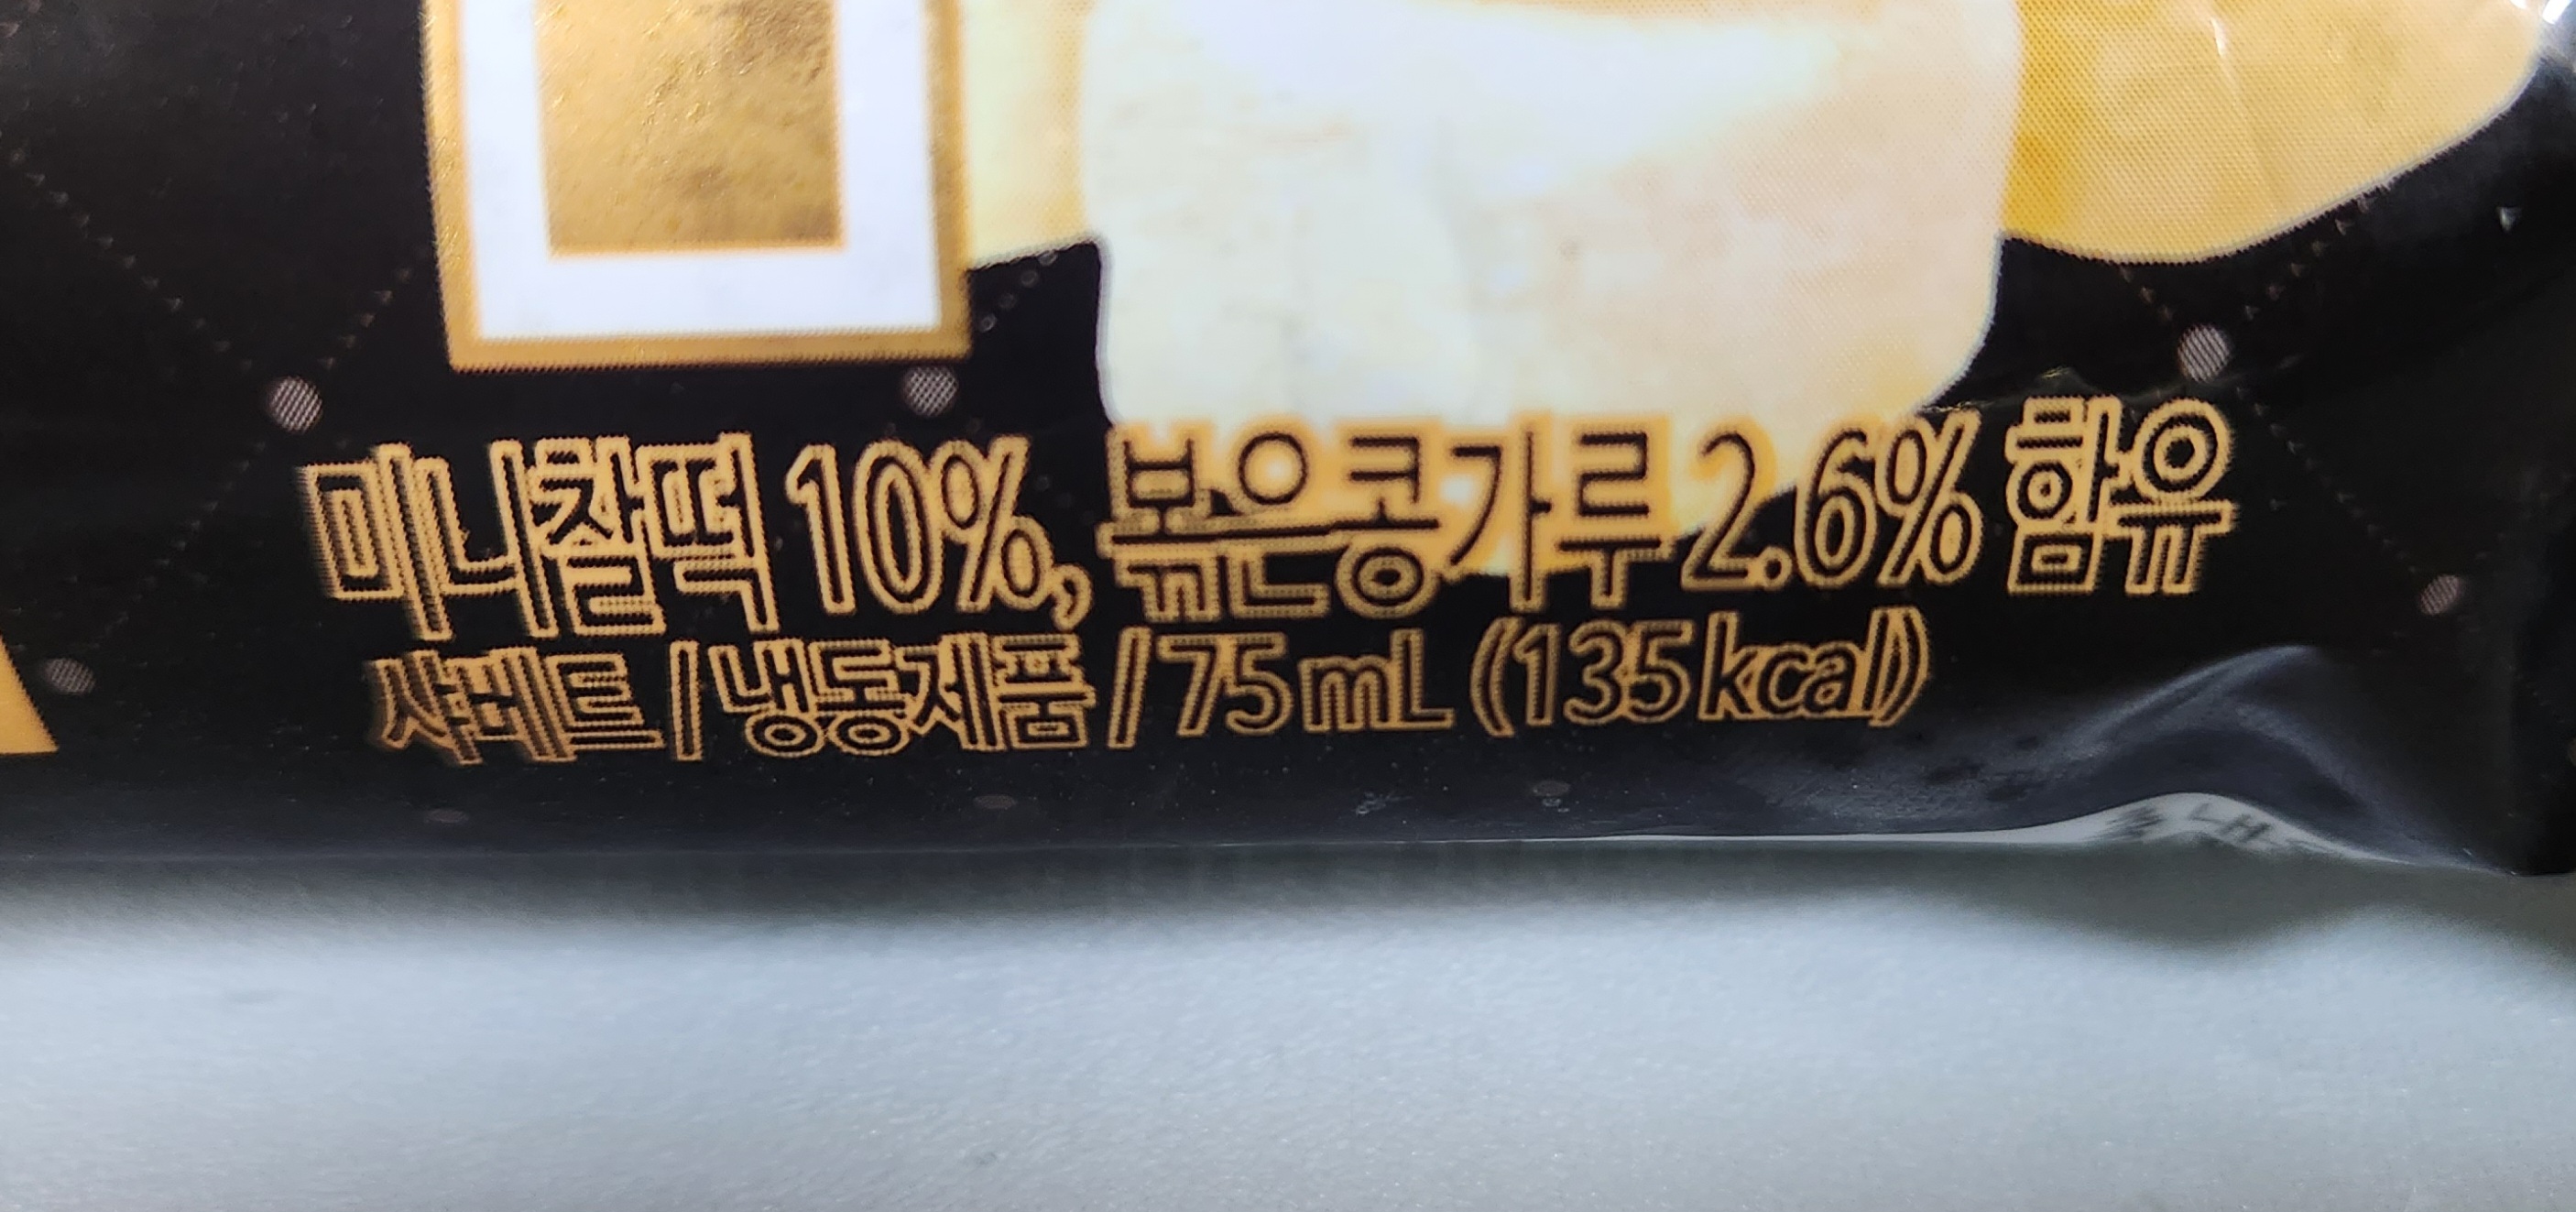 미니찰떡 10%, 볶은콩가루 2.6% 함유
샤베트 / 냉동제품 / 75 mL (135 kcal)